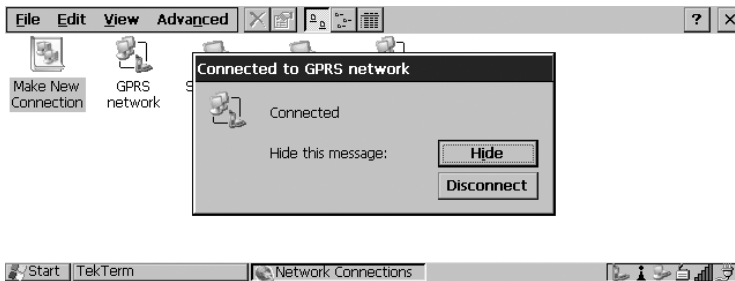 File Edit View Advanced ?
Make New
Connection
GPRS
network
S
Connected to GPRS network
Connected
Hide this message:
Hide
Disconnect
Start TekTerm Network Connections